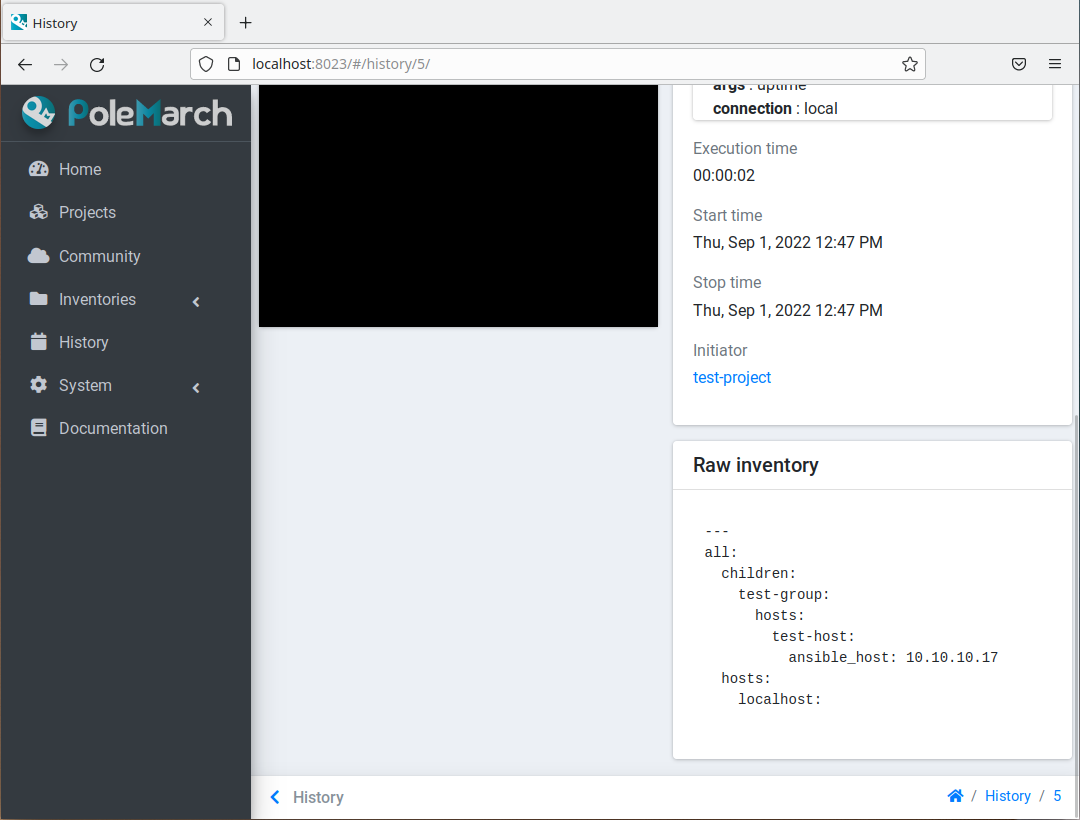 History
localhost:8023/#/history/5/
PoleMarch
Home
Projects
Community
Inventories
History
System
Documentation
args : uptime
connection : local
Execution time
00:00:02
Start time
Thu, Sep 1, 2022 12:47 PM
Stop time
Thu, Sep 1, 2022 12:47 PM
Initiator
test-project
Raw inventory
---
all:
  children:
    test-group:
      hosts:
        test-host:
          ansible_host: 10.10.10.17
  hosts:
    localhost:
History
/ History / 5